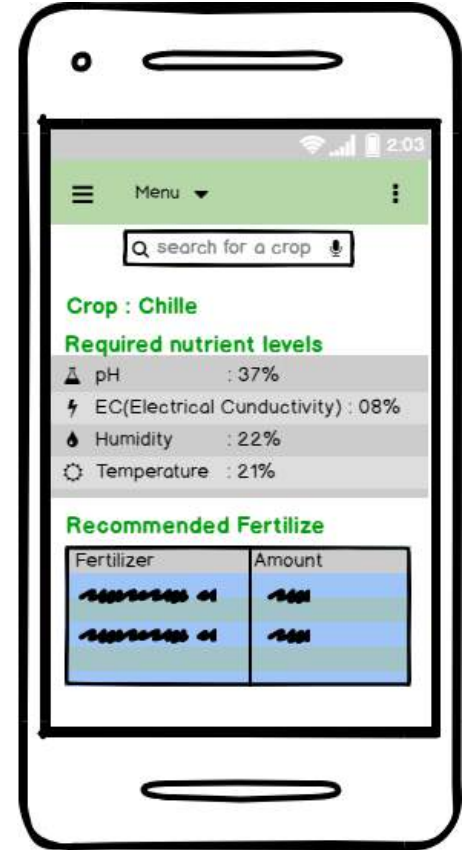 2:03
Menu
search for a crop
Crop : Chille
Required nutrient levels
pH : 37%
EC(Electrical Cunductivity) : 08%
Humidity : 22%
Temperature : 21%
Recommended Fertilize
Fertilizer Amount